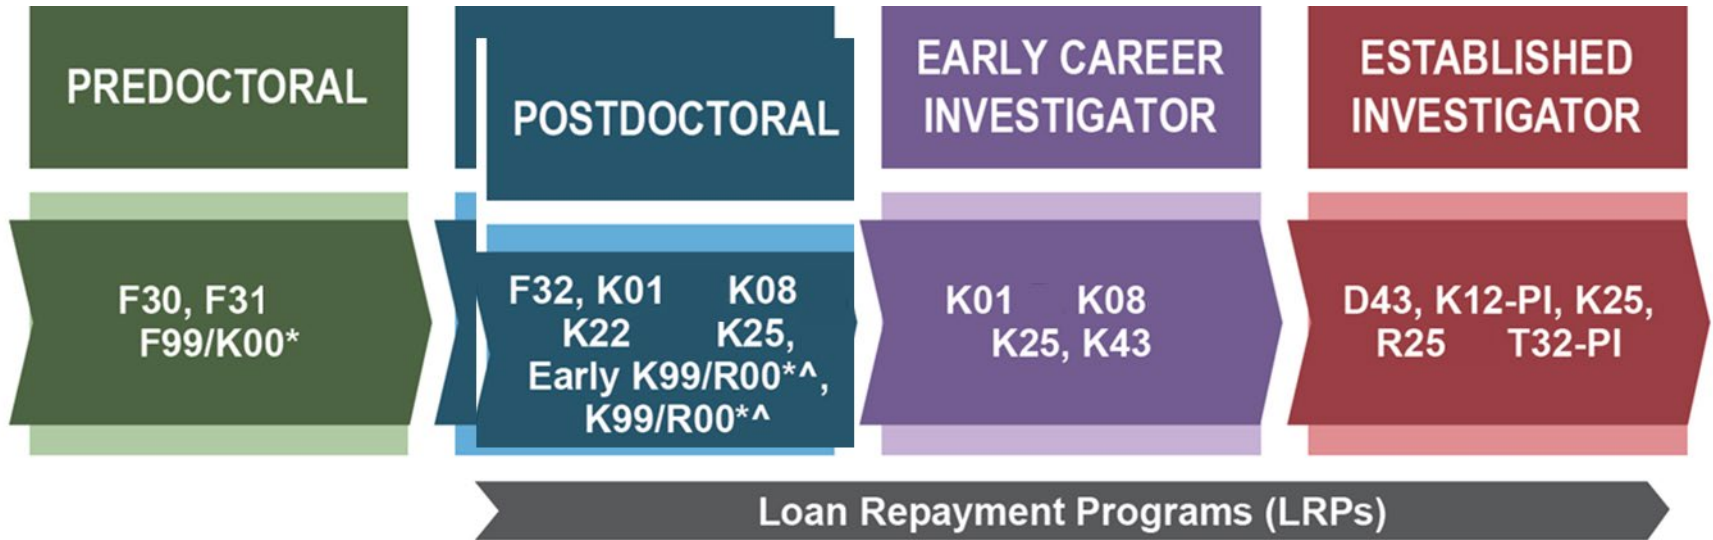 PREDOCTORAL
F30, F31
F99/K00*
POSTDOCTORAL
F32, K01 K08
K22 K25,
Early K99/R00*^,
K99/R00*^
EARLY CAREER
INVESTIGATOR
K01 K08
K25, K43
ESTABLISHED
INVESTIGATOR
D43, K12-PI, K25,
R25 T32-PI
Loan Repayment Programs (LRPs)